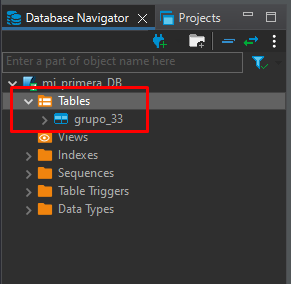 Database Navigator Projects
Enter a part of object name here
mi_primera_DB
Tables
grupo_33
Views
Indexes
Sequences
Table Triggers
Data Types